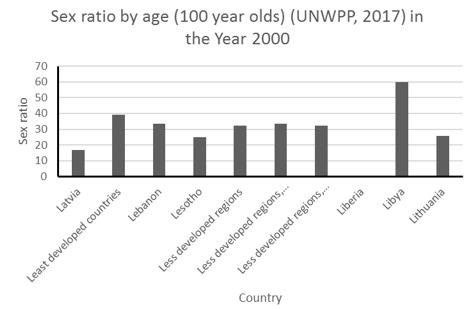 Sex ratio by age (100 year olds) (UNWPP, 2017) in
the Year 2000
Sex ratio
70
60
50
40
30
20
10
0
Latvia
Least developed countries
Lebanon
Lesotho
Less developed regions
Less developed regions,...
Less developed regions,...
Liberia
Libya
Lithuania
Country